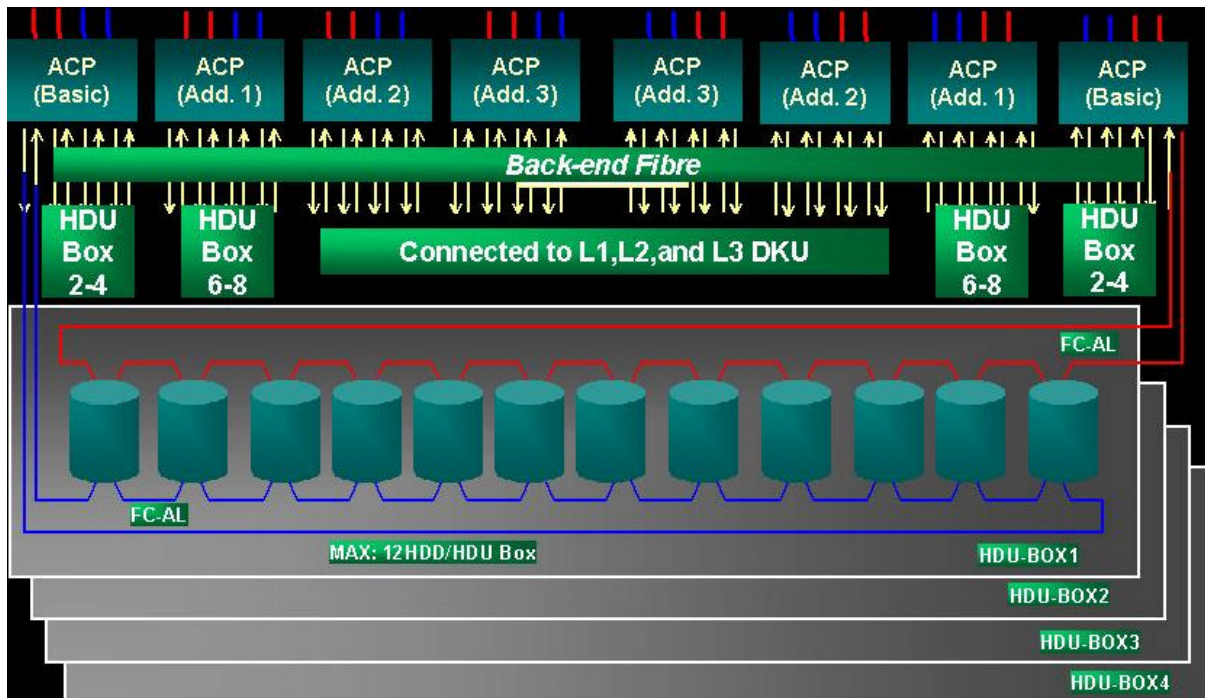 ACP
(Basic)
ACP
(Add. 1)
ACP
(Add. 2)
ACP
(Add. 3)
ACP
(Add. 3)
ACP
(Add. 2)
ACP
(Add. 1)
ACP
(Basic)
Back-end Fibre
HDU
Box
2-4
HDU
Box
6-8
Connected to L1,L2,and L3 DKU
HDU
Box
6-8
HDU
Box
2-4
FC-AL
FC-AL
MAX: 12HDD/HDU Box
HDU-BOX1
HDU-BOX2
HDU-BOX3
HDU-BOX4